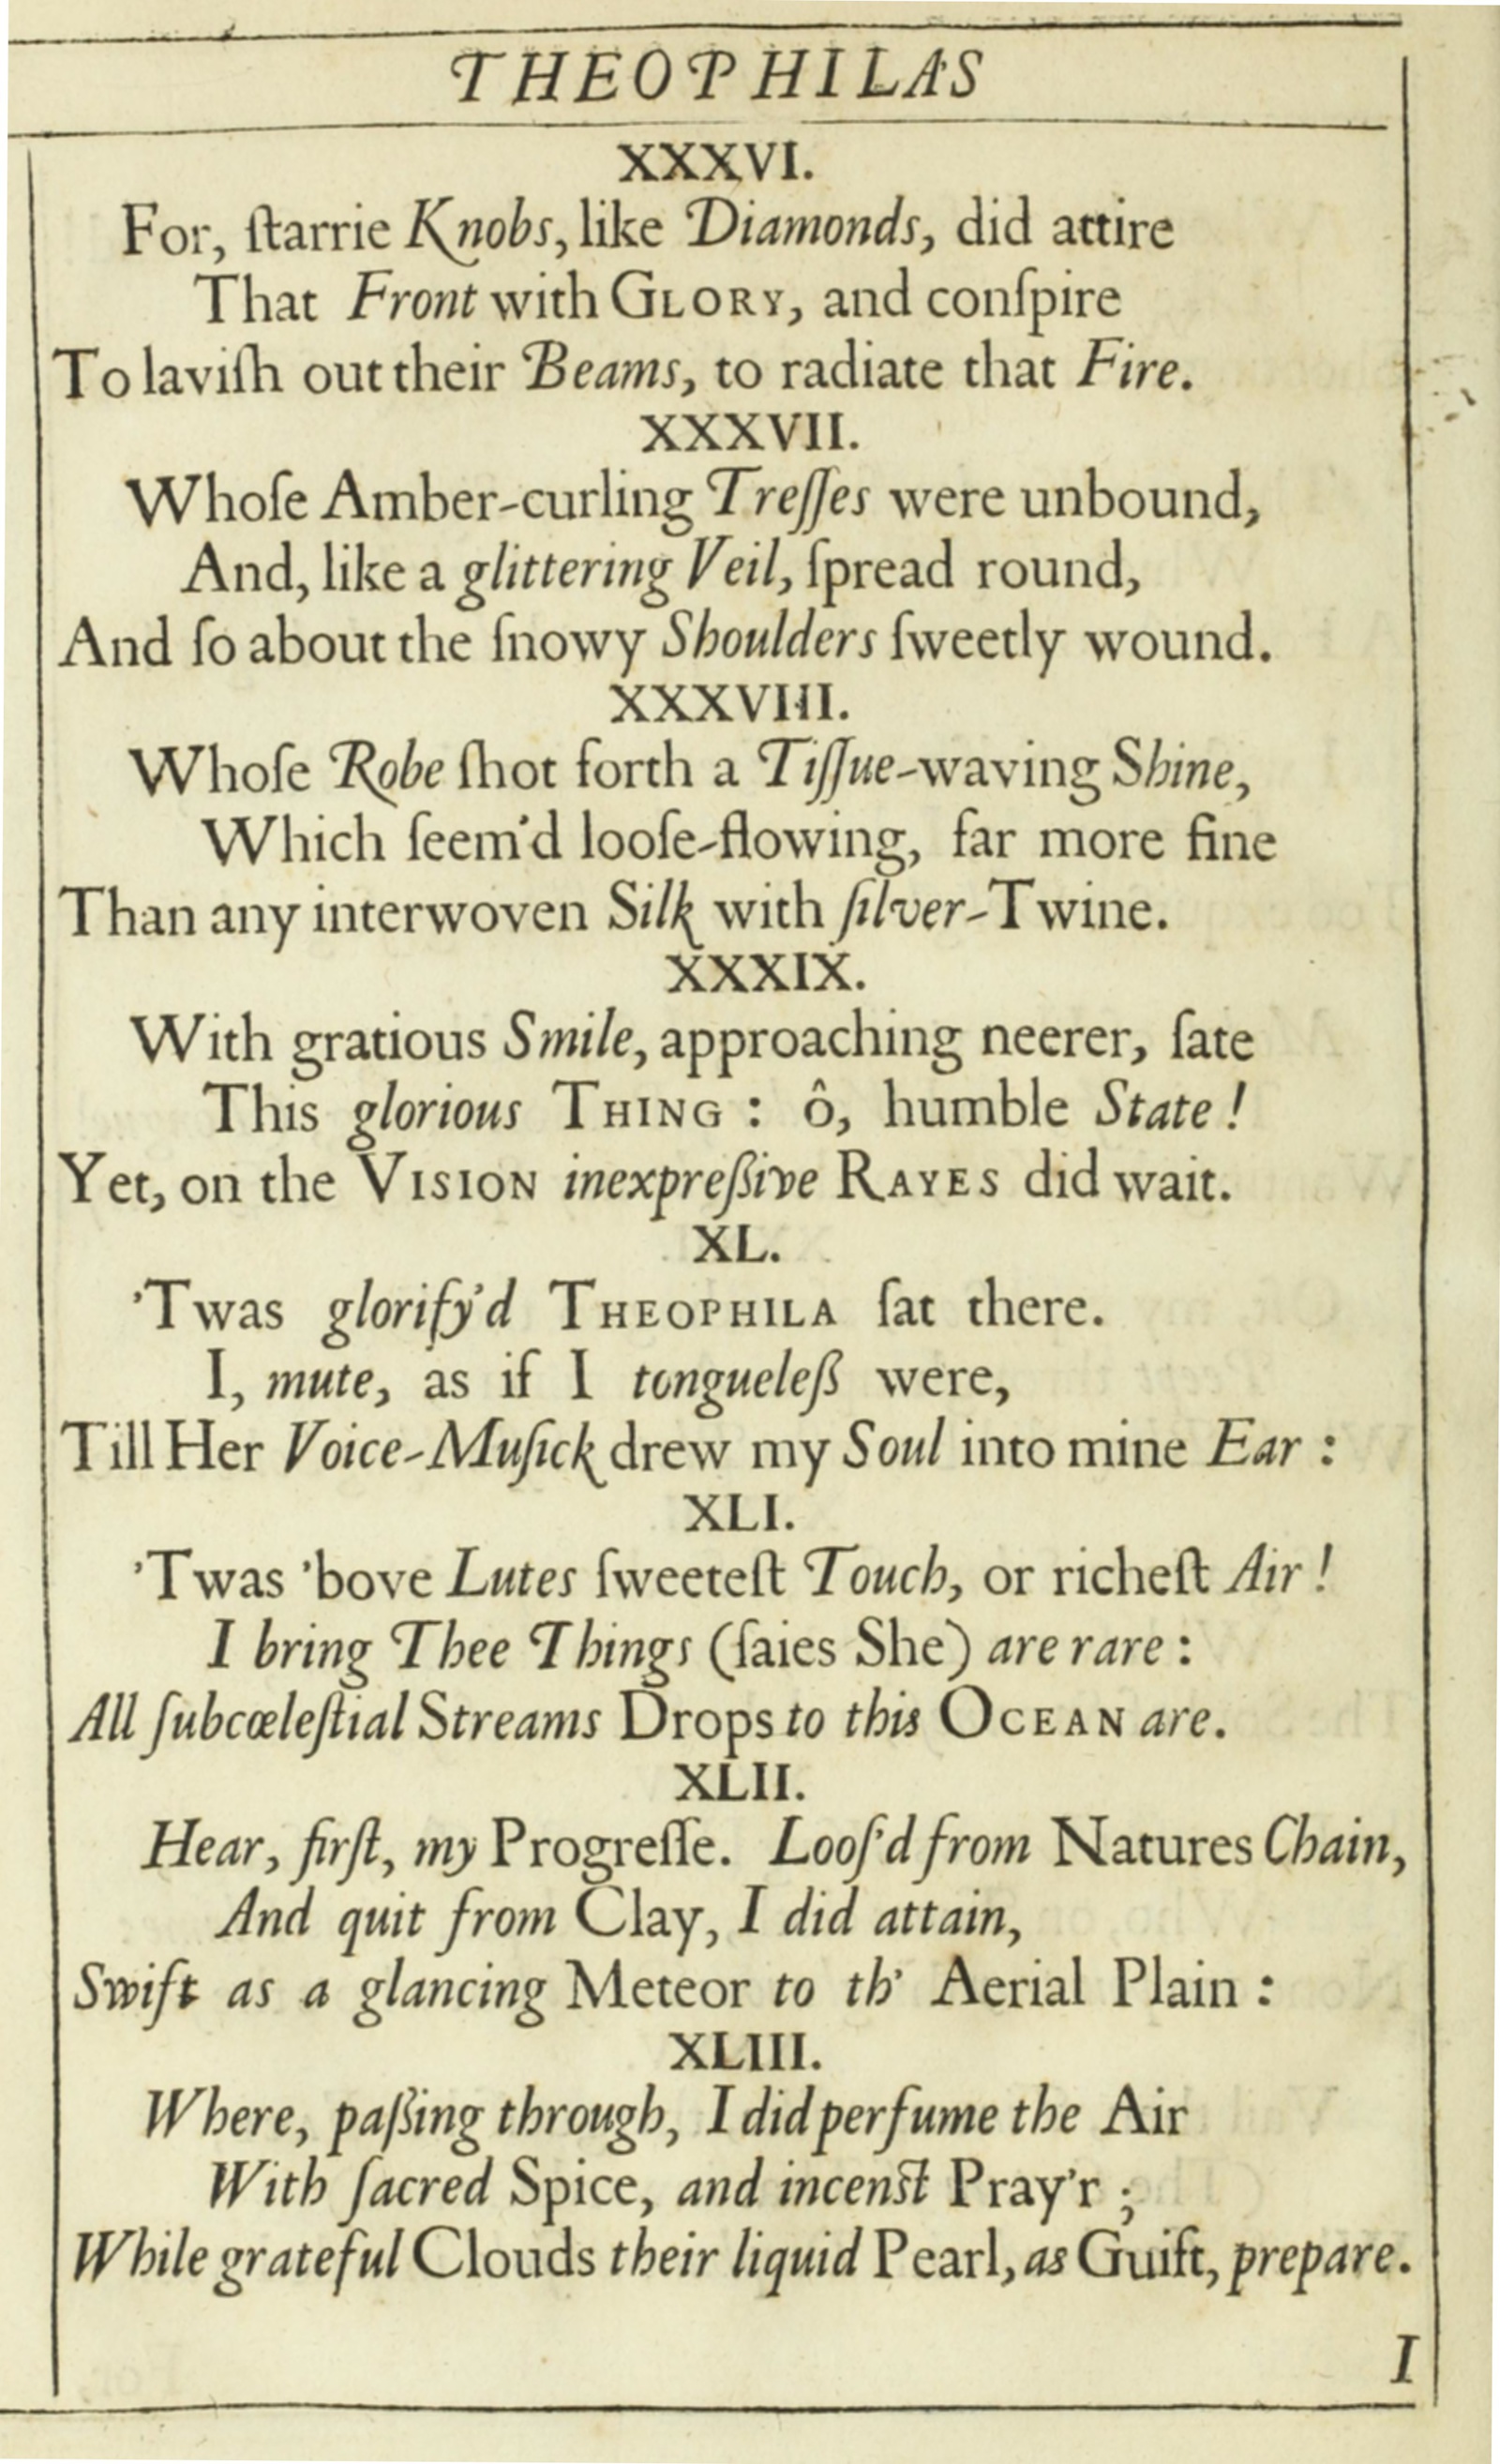 THEOPHILAS
XXXVI.
For, ſtarrie Knobs, like Diamonds, did attire
That Front with GLORY, and conſpire
To laviſh out their Beams, to radiate that Fire.
XXXVII.
Whoſe Amber-curling Treſſes were unbound,
And, like a glittering Veil, ſpread round,
And ſo about the ſnowy Shoulders ſweetly wound.
XXXVIII.
Whoſe Robe ſhot forth a Tiſſue-waving Shine,
Which ſeem'd looſe-flowing, far more fine
Than any interwoven Silk with ſilver-Twine.
XXXIX.
With gratious Smile, approaching neerer, ſate
This glorious THING : ô, humble State !
Yet, on the VISION inexpreßive RAYES did wait.
XL.
'Twas glorify'd THEOPHILA ſat there.
I, mute, as if I tongueleß were,
Till Her Voice-Muſick drew my Soul into mine Ear :
XLI.
'Twas 'bove Lutes ſweeteſt Touch, or richeſt Air !
I bring Thee Things (ſaies She) are rare :
All ſubcœleſtial Streams Drops to this OCEAN are.
XLII.
Hear, firſt, my Progreſſe. Looſ'd from Natures Chain,
And quit from Clay, I did attain,
Swift as a glancing Meteor to th' Aerial Plain :
XLIII.
Where, paßing through, I did perfume the Air
With ſacred Spice, and incenſt Pray'r ;
While grateful Clouds their liquid Pearl, as Guift, prepare.
I